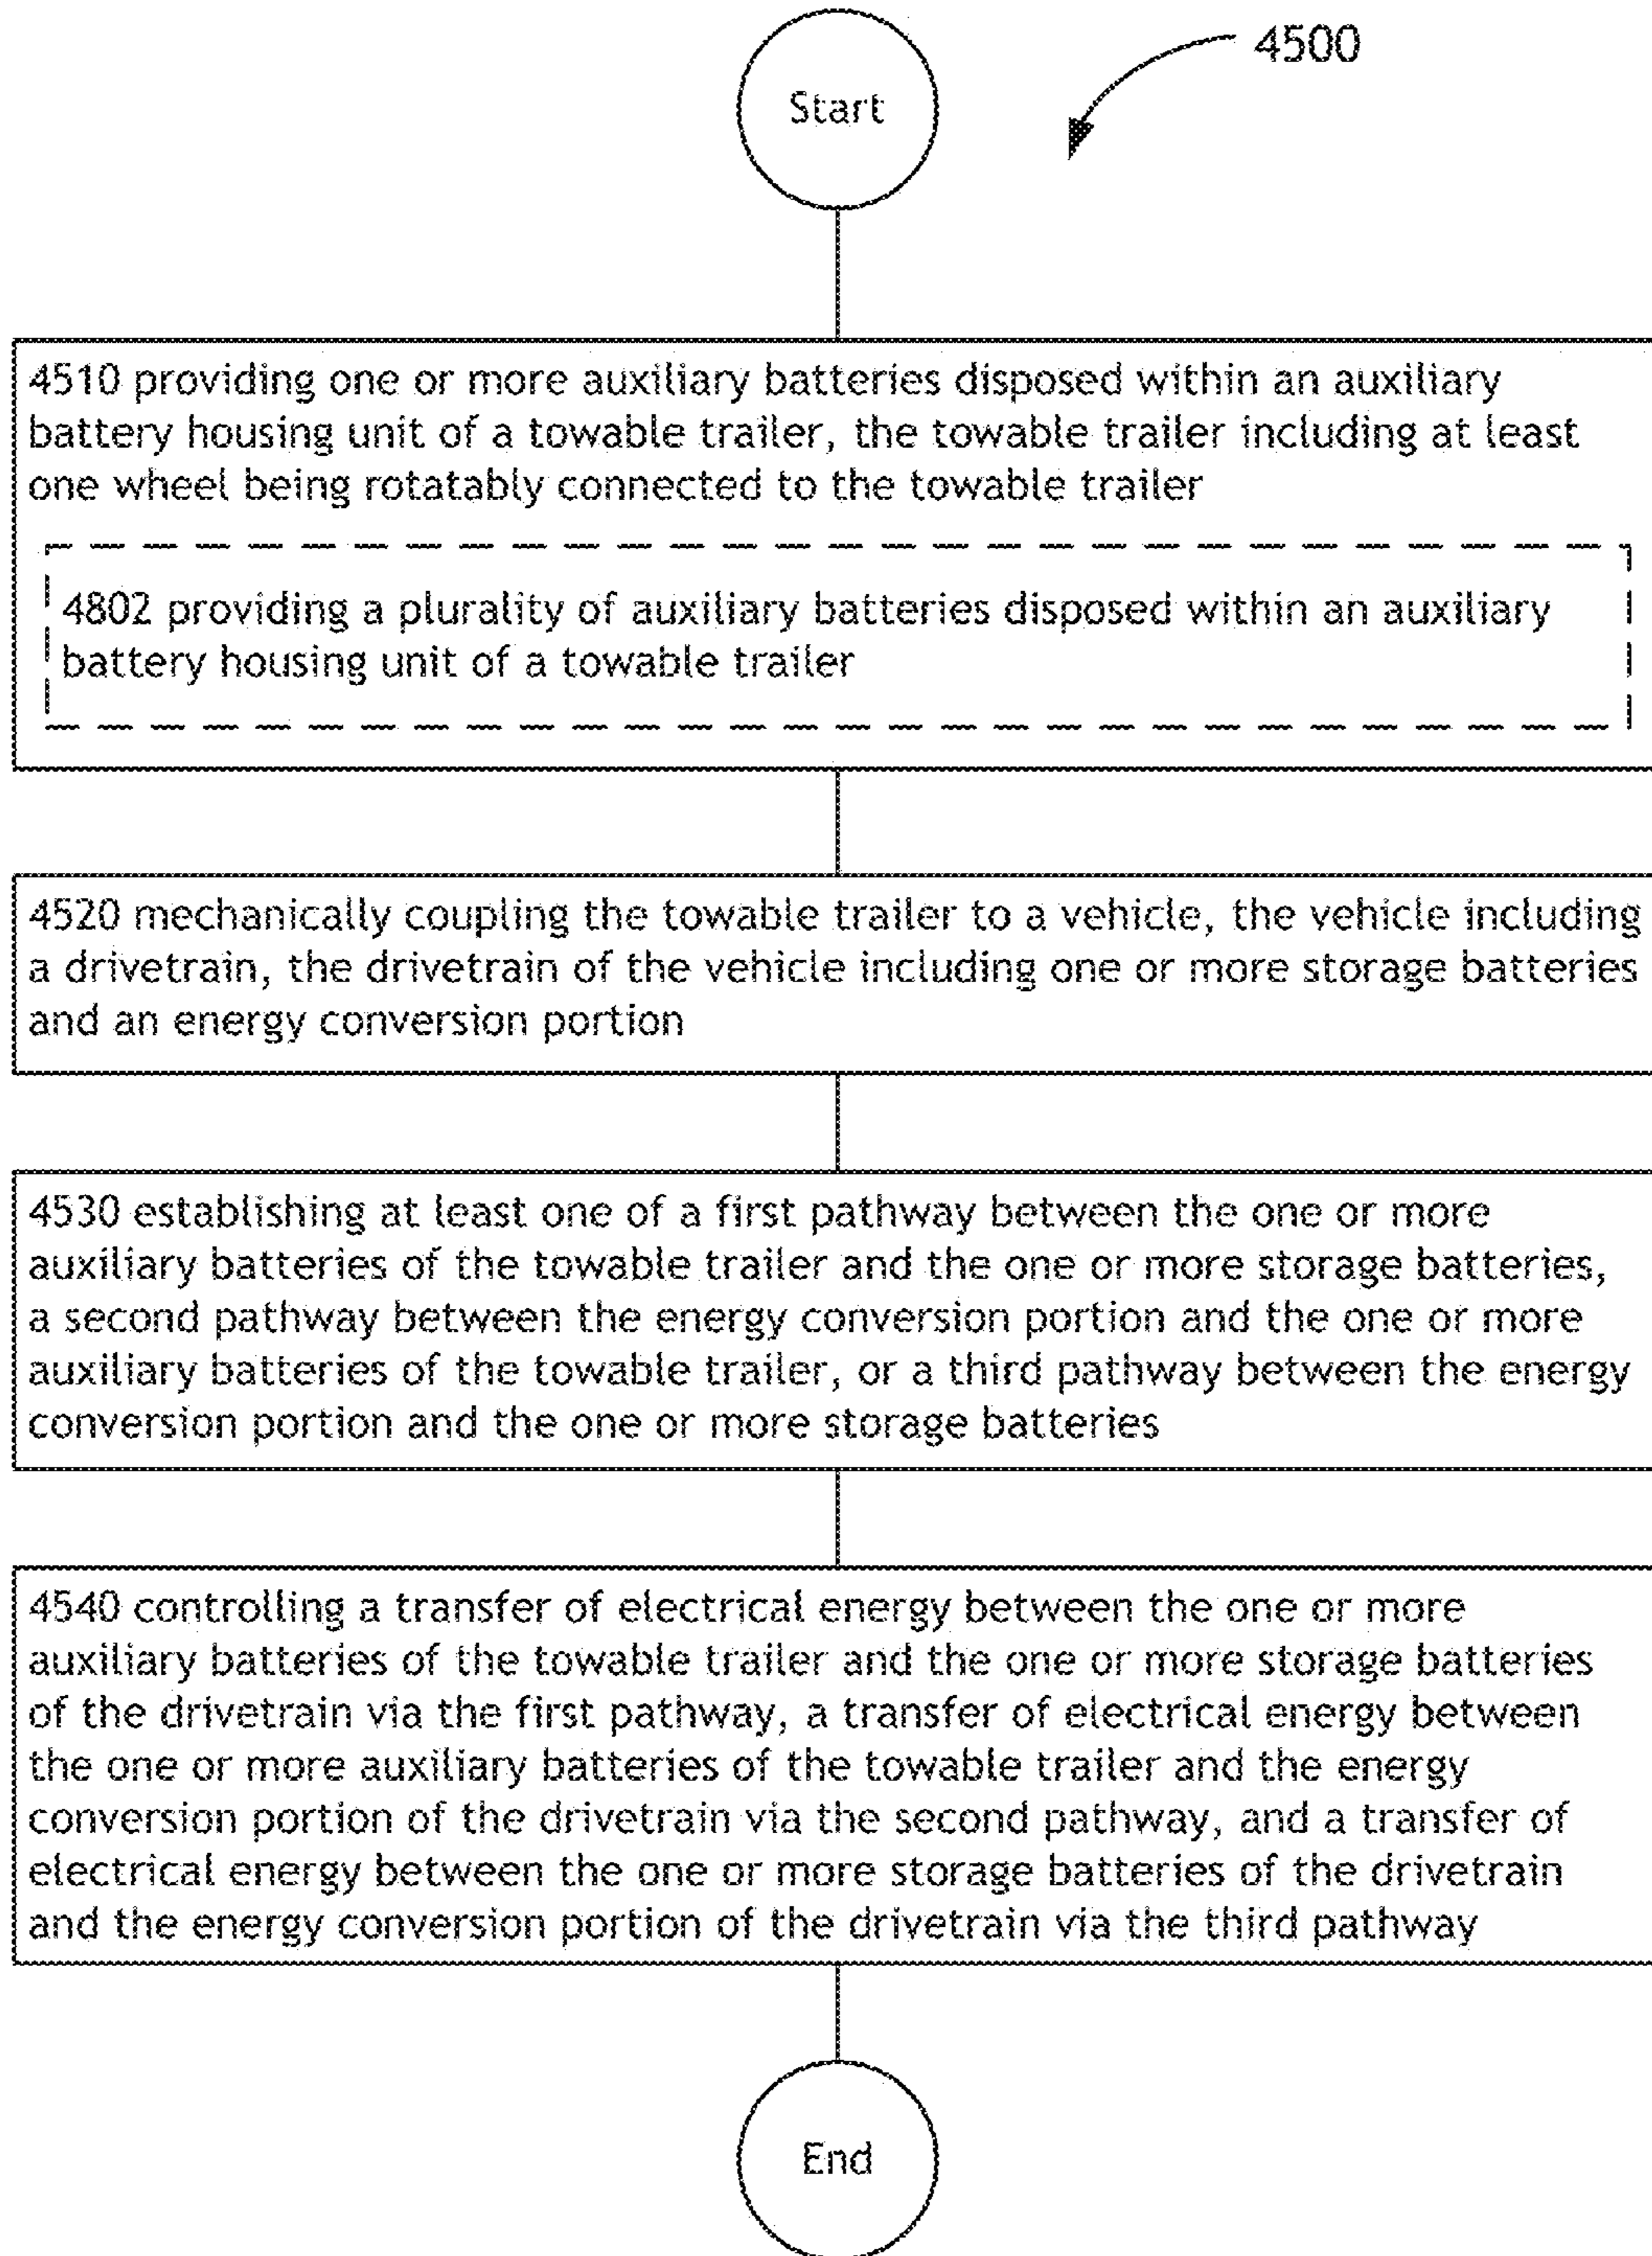 4500
Start
4510 providing one or more auxiliary batteries disposed within an auxiliary
battery housing unit of a towable trailer, the towable trailer including at least
one wheel being rotatably connected to the towable trailer
4802 providing a plurality of auxiliary batteries disposed within an auxiliary
battery housing unit of a towable trailer
4520 mechanically coupling the towable trailer to a vehicle, the vehicle including
a drivetrain, the drivetrain of the vehicle including one or more storage batteries
and an energy conversion portion
4530 establishing at least one of a first pathway between the one or more
auxiliary batteries of the towable trailer and the one or more storage batteries,
a second pathway between the energy conversion portion and the one or more
auxiliary batteries of the towable trailer, or a third pathway between the energy
conversion portion and the one or more storage batteries
4540 controlling a transfer of electrical energy between the one or more
auxiliary batteries of the towable trailer and the one or more storage batteries
of the drivetrain via the first pathway, a transfer of electrical energy between
the one or more auxiliary batteries of the towable trailer and the energy
conversion portion of the drivetrain via the second pathway, and a transfer of
electrical energy between the one or more storage batteries of the drivetrain
and the energy conversion portion of the drivetrain via the third pathway
End